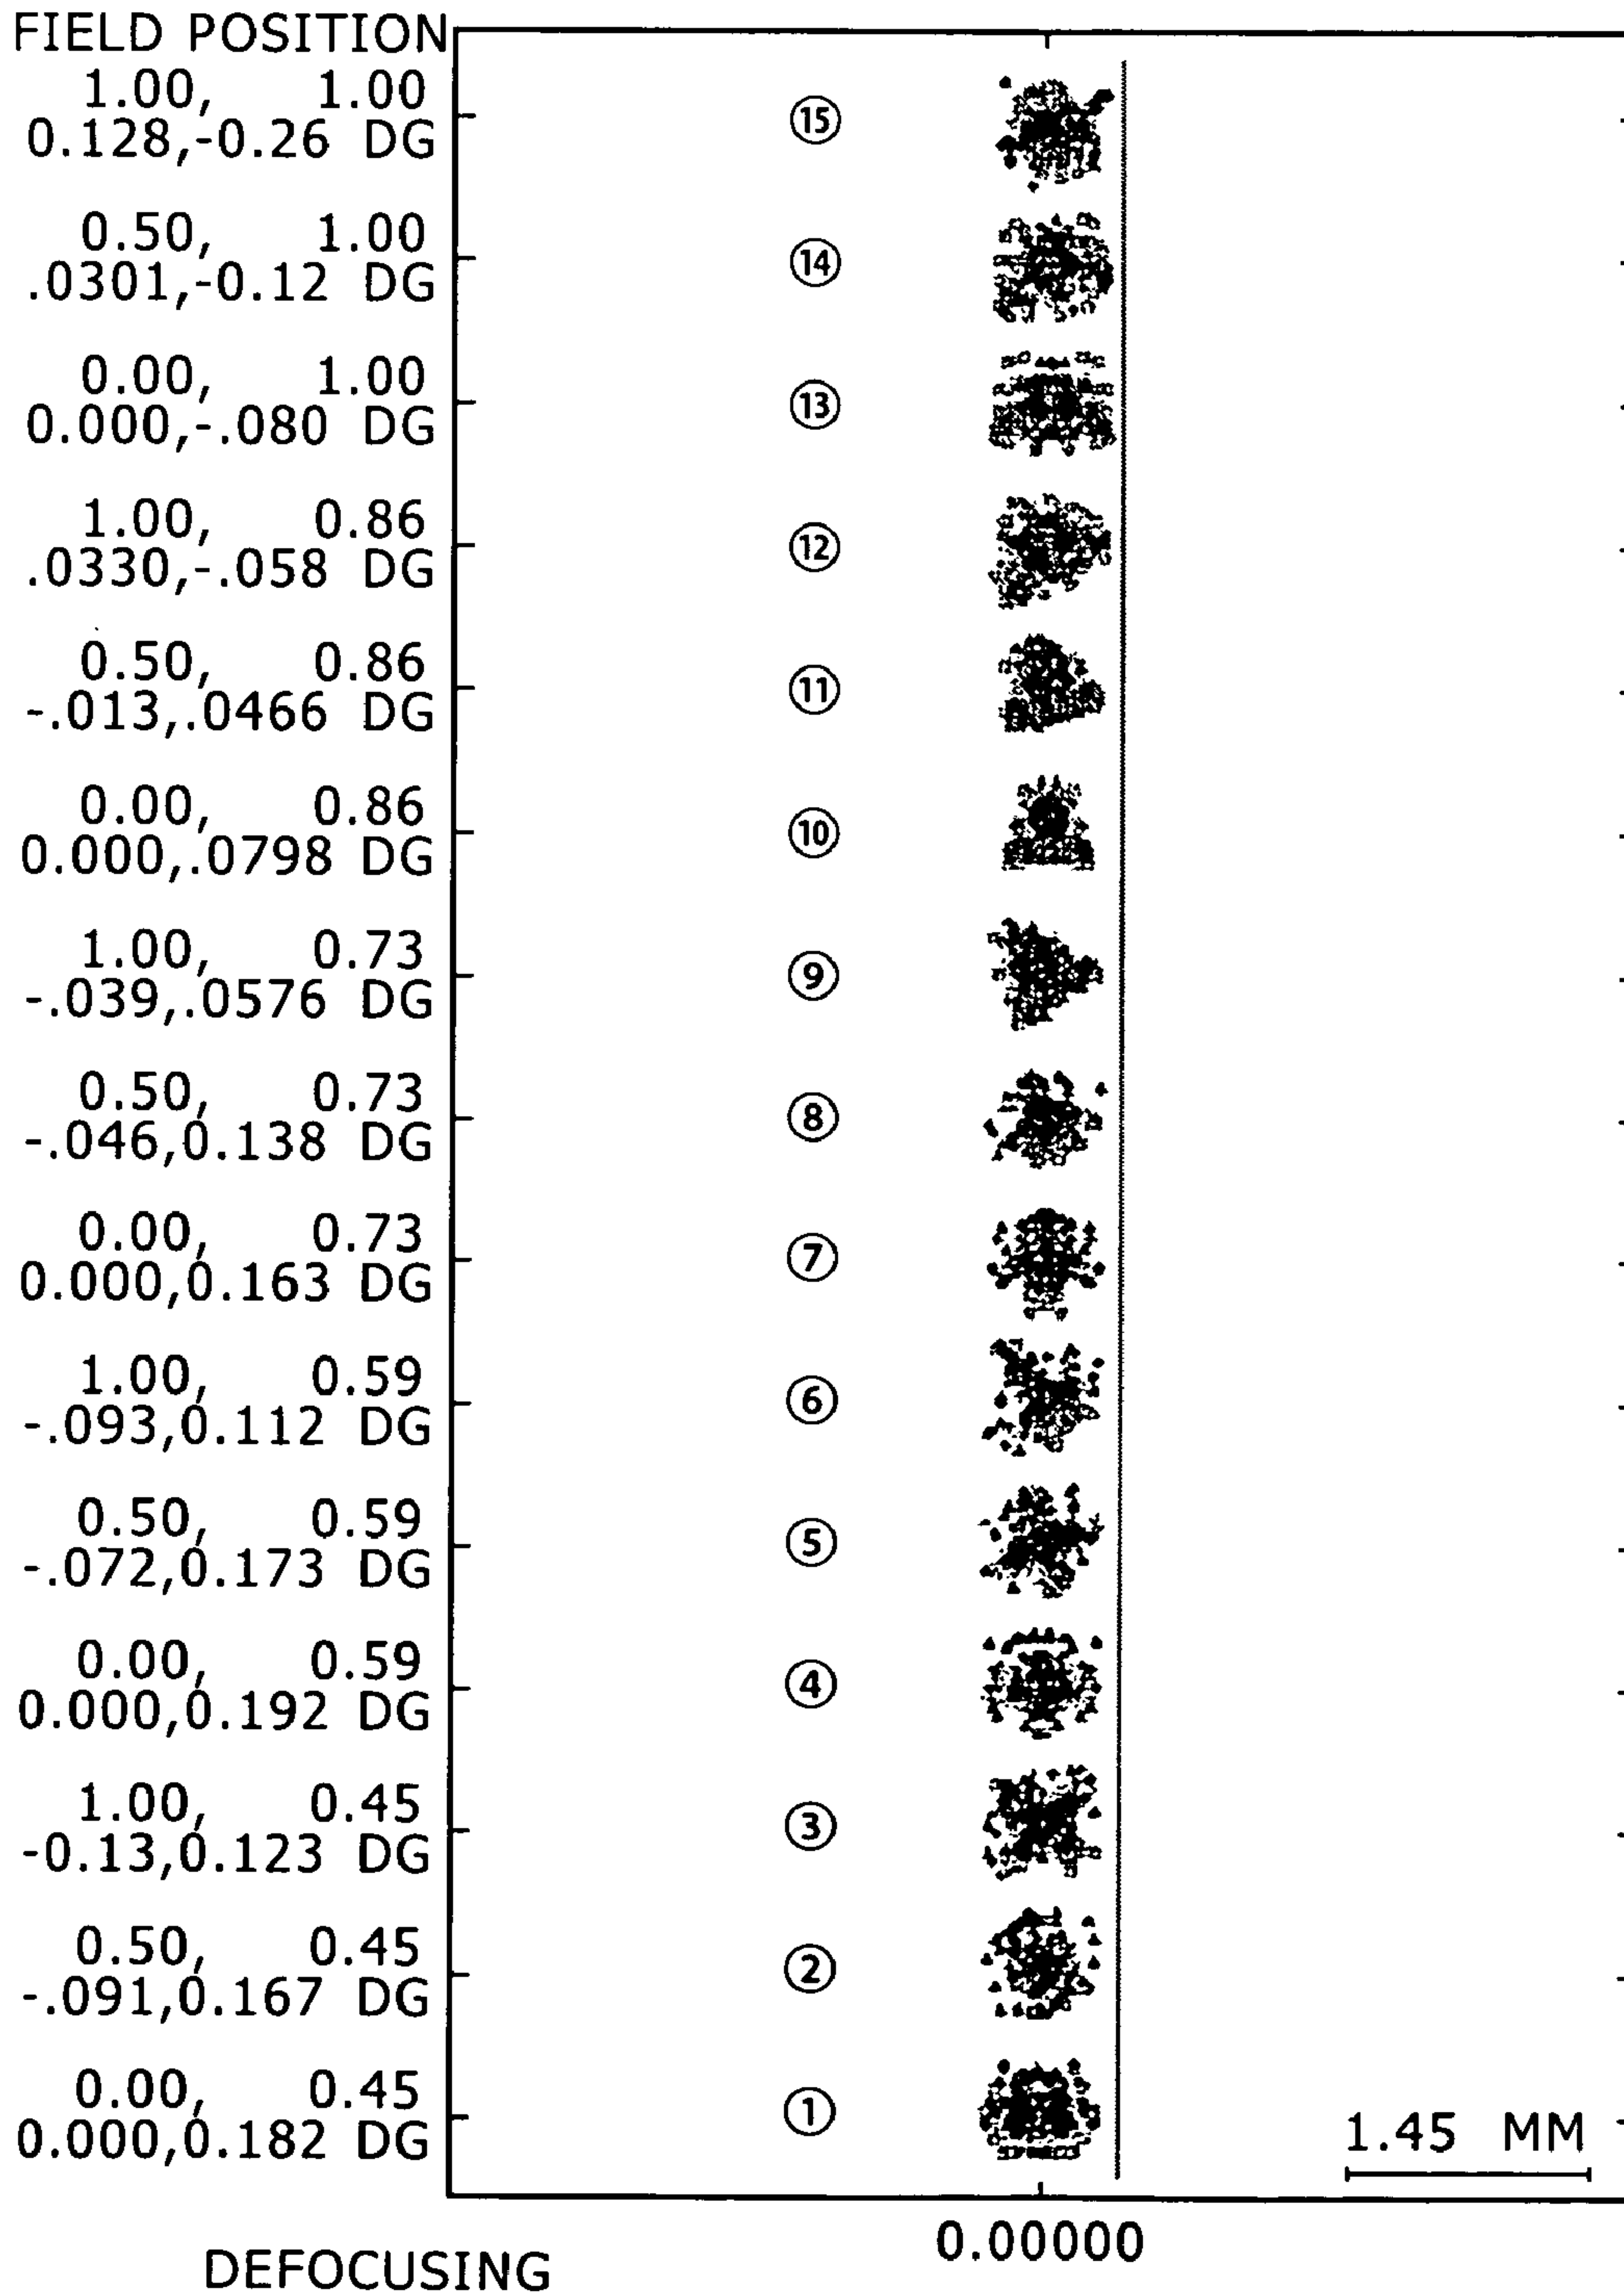 FIELD POSITION
1.00, 1.00
0.128,-0.26 DG
⑮
0.50, 1.00
.0301,-0.12 DG
⑭
0.00, 1.00
0.000,-.080 DG
⑬
1.00, 0.86
.0330,-.058 DG
⑫
0.50, 0.86
-.013,.0466 DG
⑪
0.00, 0.86
0.000,.0798 DG
⑩
1.00, 0.73
-.039,.0576 DG
⑨
0.50, 0.73
-.046,0.138 DG
⑧
0.00, 0.73
0.000,0.163 DG
⑦
1.00, 0.59
-.093,0.112 DG
⑥
0.50, 0.59
-.072,0.173 DG
⑤
0.00, 0.59
0.000,0.192 DG
④
1.00, 0.45
-0.13,0.123 DG
③
0.50, 0.45
-.091,0.167 DG
②
0.00, 0.45
0.000,0.182 DG
①
1.45 MM
0.00000
DEFOCUSING